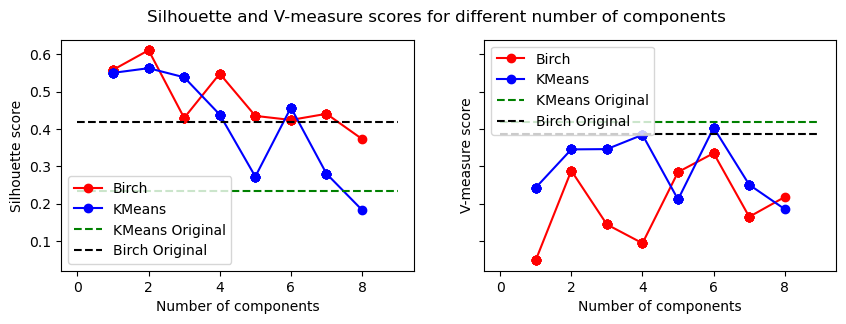 Silhouette and V-measure scores for different number of components
Silhouette score
0.6
0.5
0.4
0.3
0.2
0.1
Birch
KMeans
KMeans Original
Birch Original
0 2 4 6 8
Number of components
V-measure score
Birch
KMeans
KMeans Original
Birch Original
0 2 4 6 8
Number of components